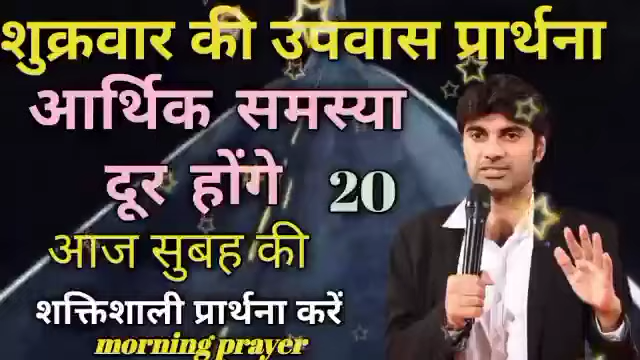 शुक्रवार की उपवास प्रार्थना
आर्थिक समस्या
दूर होंगे 20
आज सुबह की
शक्तिशाली प्रार्थना करें
morning prayer